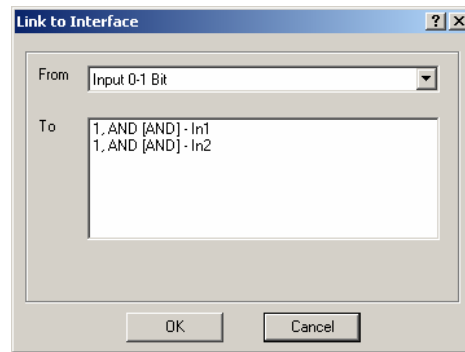 Link to Interface
From
Input 0-1 Bit
To
1, AND [AND] - In1
1, AND [AND] - In2
OK
Cancel